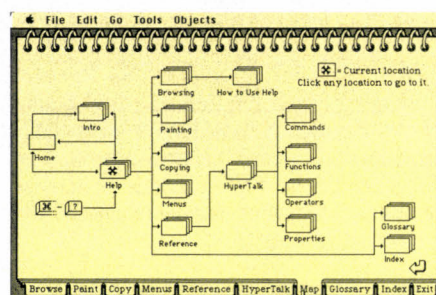 File Edit Go Tools Objects
= Current location
Click any location to go to it.
Browsing
How to Use Help
Intro
Painting
Commands
Home
Copying
HyperTalk
Functions
Help
Menus
Operators
⌘ - ?
Reference
Properties
Glossary
Index
Browse Paint Copy Menus Reference HyperTalk Map Glossary Index Exit